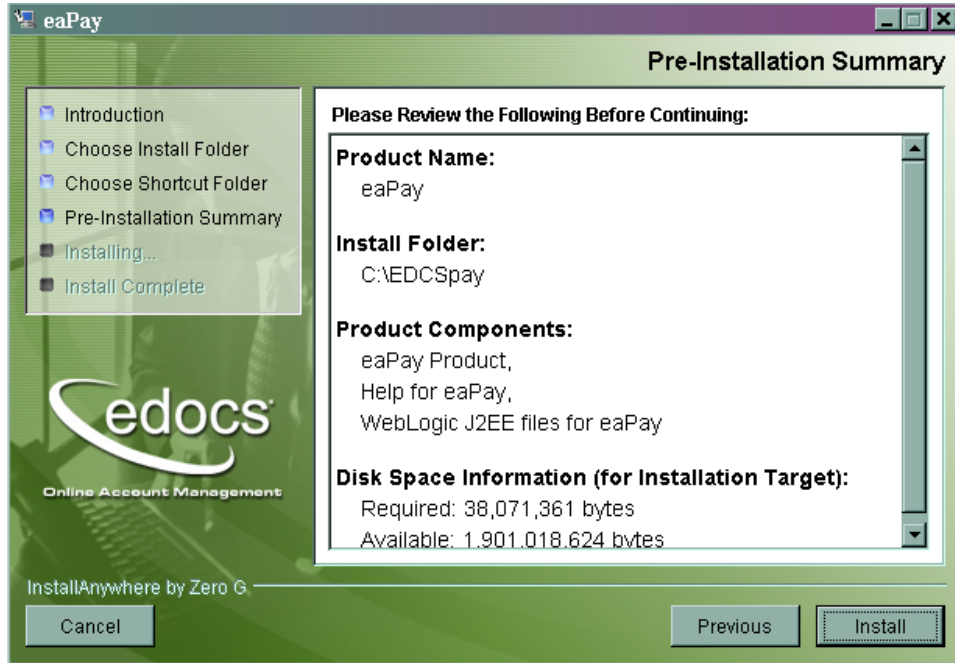 eaPay
Pre-Installation Summary
Introduction
Choose Install Folder
Choose Shortcut Folder
Pre-Installation Summary
Installing...
Install Complete
edocs
Online Account Management
Please Review the Following Before Continuing:
Product Name:
eaPay
Install Folder:
C:\EDCSpay
Product Components:
eaPay Product,
Help for eaPay,
WebLogic J2EE files for eaPay
Disk Space Information (for Installation Target):
Required: 38,071,361 bytes
Available: 1,901,018,624 bytes
InstallAnywhere by Zero G
Cancel
Previous
Install